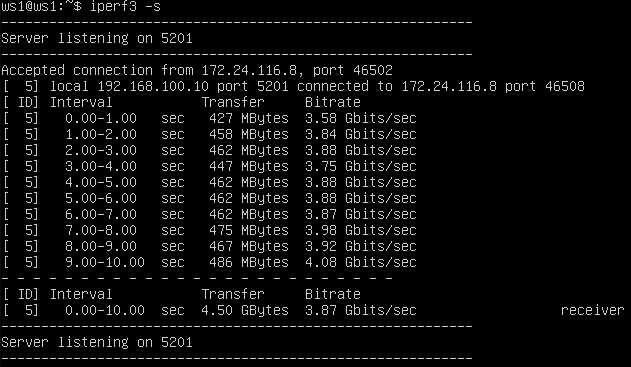 ws1@ws1:~$ iperf3 -s
-----------------------------------------------------------
Server listening on 5201
-----------------------------------------------------------
Accepted connection from 172.24.116.8, port 46502
[  5] local 192.168.100.10 port 5201 connected to 172.24.116.8 port 46508
[ ID] Interval           Transfer     Bitrate
[  5]   0.00-1.00   sec   427 MBytes  3.58 Gbits/sec
[  5]   1.00-2.00   sec   458 MBytes  3.84 Gbits/sec
[  5]   2.00-3.00   sec   462 MBytes  3.88 Gbits/sec
[  5]   3.00-4.00   sec   447 MBytes  3.75 Gbits/sec
[  5]   4.00-5.00   sec   462 MBytes  3.88 Gbits/sec
[  5]   5.00-6.00   sec   462 MBytes  3.88 Gbits/sec
[  5]   6.00-7.00   sec   462 MBytes  3.87 Gbits/sec
[  5]   7.00-8.00   sec   475 MBytes  3.98 Gbits/sec
[  5]   8.00-9.00   sec   467 MBytes  3.92 Gbits/sec
[  5]   9.00-10.00  sec   486 MBytes  4.08 Gbits/sec
- - - - - - - - - - - - - - - - - - - - - - - - -
[ ID] Interval           Transfer     Bitrate
[  5]   0.00-10.00  sec  4.50 GBytes  3.87 Gbits/sec                  receiver
-----------------------------------------------------------
Server listening on 5201
-----------------------------------------------------------